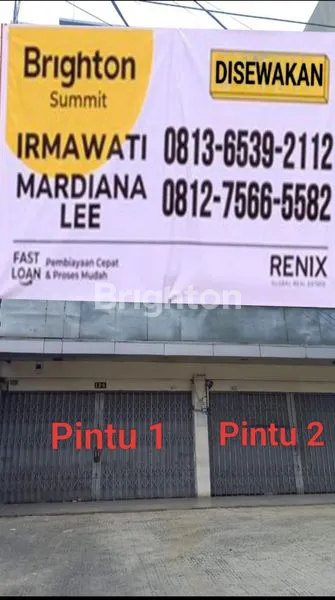 Brighton
Summit
DISEWAKAN
IRMAWATI 0813-6539-2112
MARDIANA LEE 0812-7566-5582
FAST LOAN Pembiayaan Cepat & Proses Mudah
RENIX
GLOBAL REAL ESTATE
Brighton
Pintu 1
Pintu 2